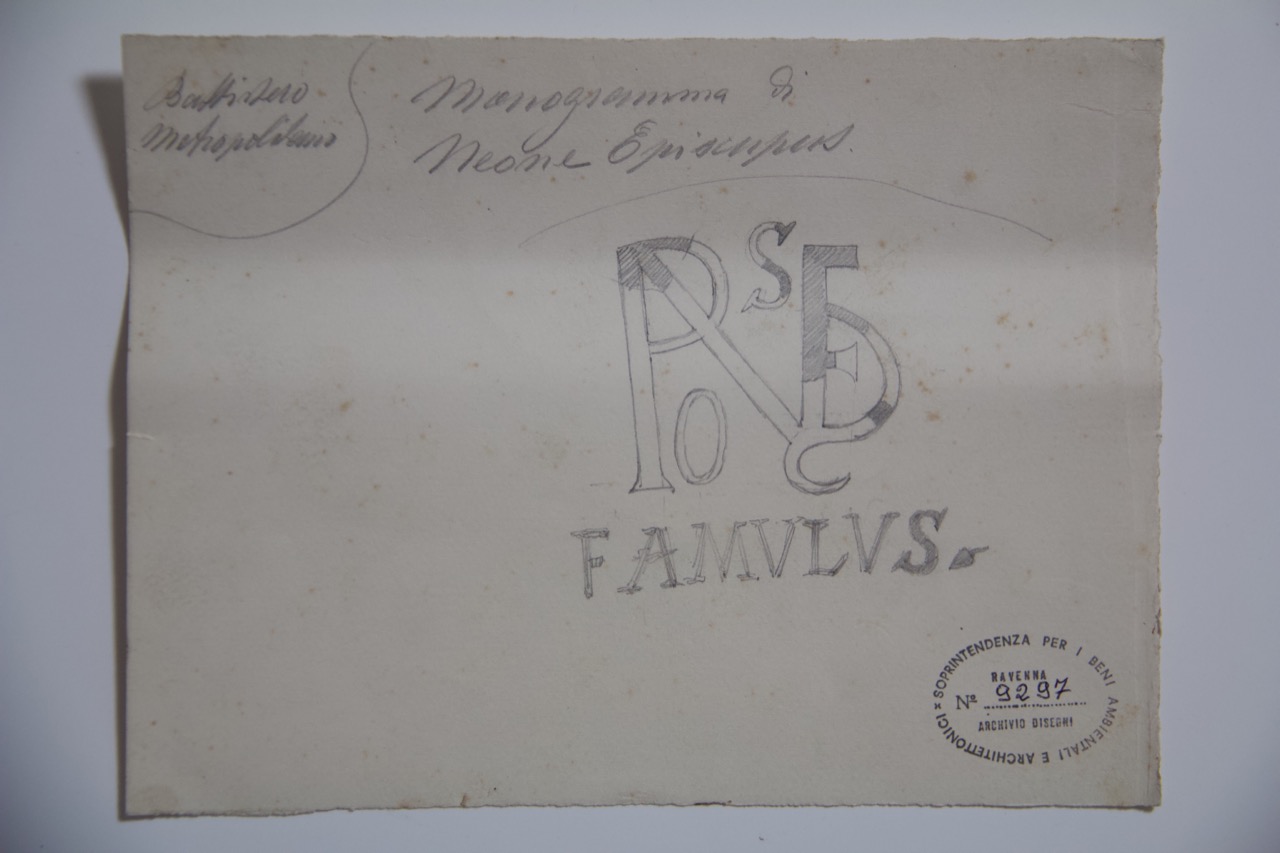 Battistero
Metropolitano
Monogramma di
Neone Episcopus.
FAMVLVS.
SOPRINTENDENZA PER I BENI AMBIENTALI E ARCHITETTONICI ×
RAVENNA
Nº 9297
ARCHIVIO DISEGNI